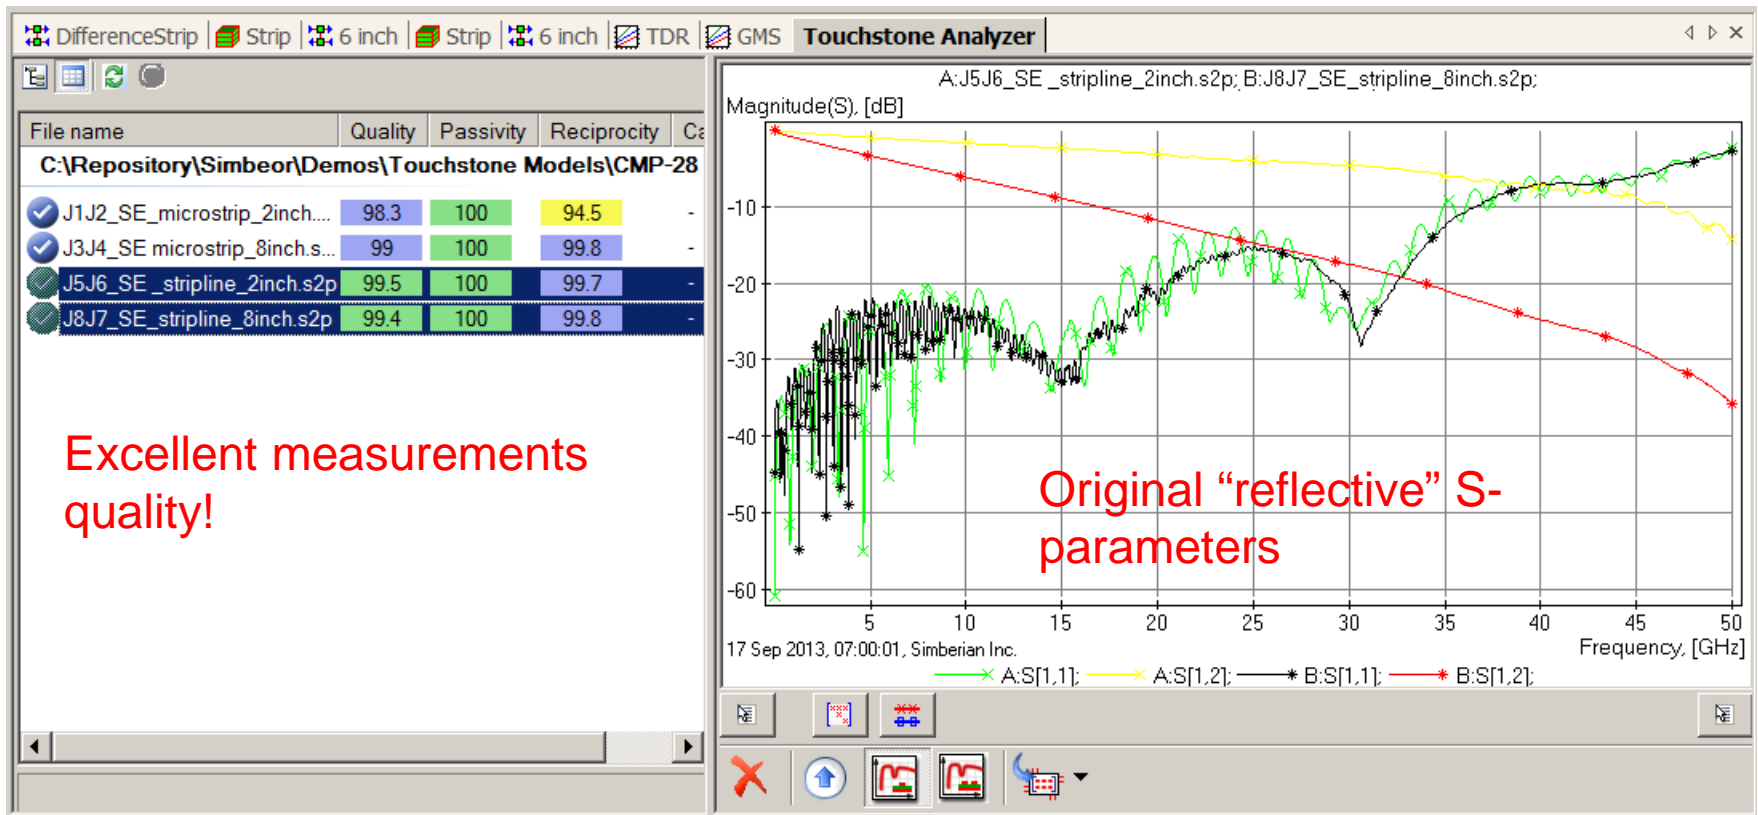 DifferenceStrip Strip 6 inch Strip 6 inch TDR GMS Touchstone Analyzer
File name Quality Passivity Reciprocity Ca
C:\Repository\Simbeor\Demos\Touchstone Models\CMP-28
J1J2_SE_microstrip_2inch.... 98.3 100 94.5 -
J3J4_SE microstrip_8inch.s... 99 100 99.8 -
J5J6_SE _stripline_2inch.s2p 99.5 100 99.7 -
J8J7_SE_stripline_8inch.s2p 99.4 100 99.8 -
Excellent measurements
quality!
A:J5J6_SE _stripline_2inch.s2p; B:J8J7_SE_stripline_8inch.s2p;
Magnitude(S), [dB]
-10
-20
-30
-40
-50
-60
Original “reflective” S-
parameters
5 10 15 20 25 30 35 40 45 50
17 Sep 2013, 07:00:01, Simberian Inc.
Frequency, [GHz]
A:S[1,1]; A:S[1,2]; B:S[1,1]; B:S[1,2];